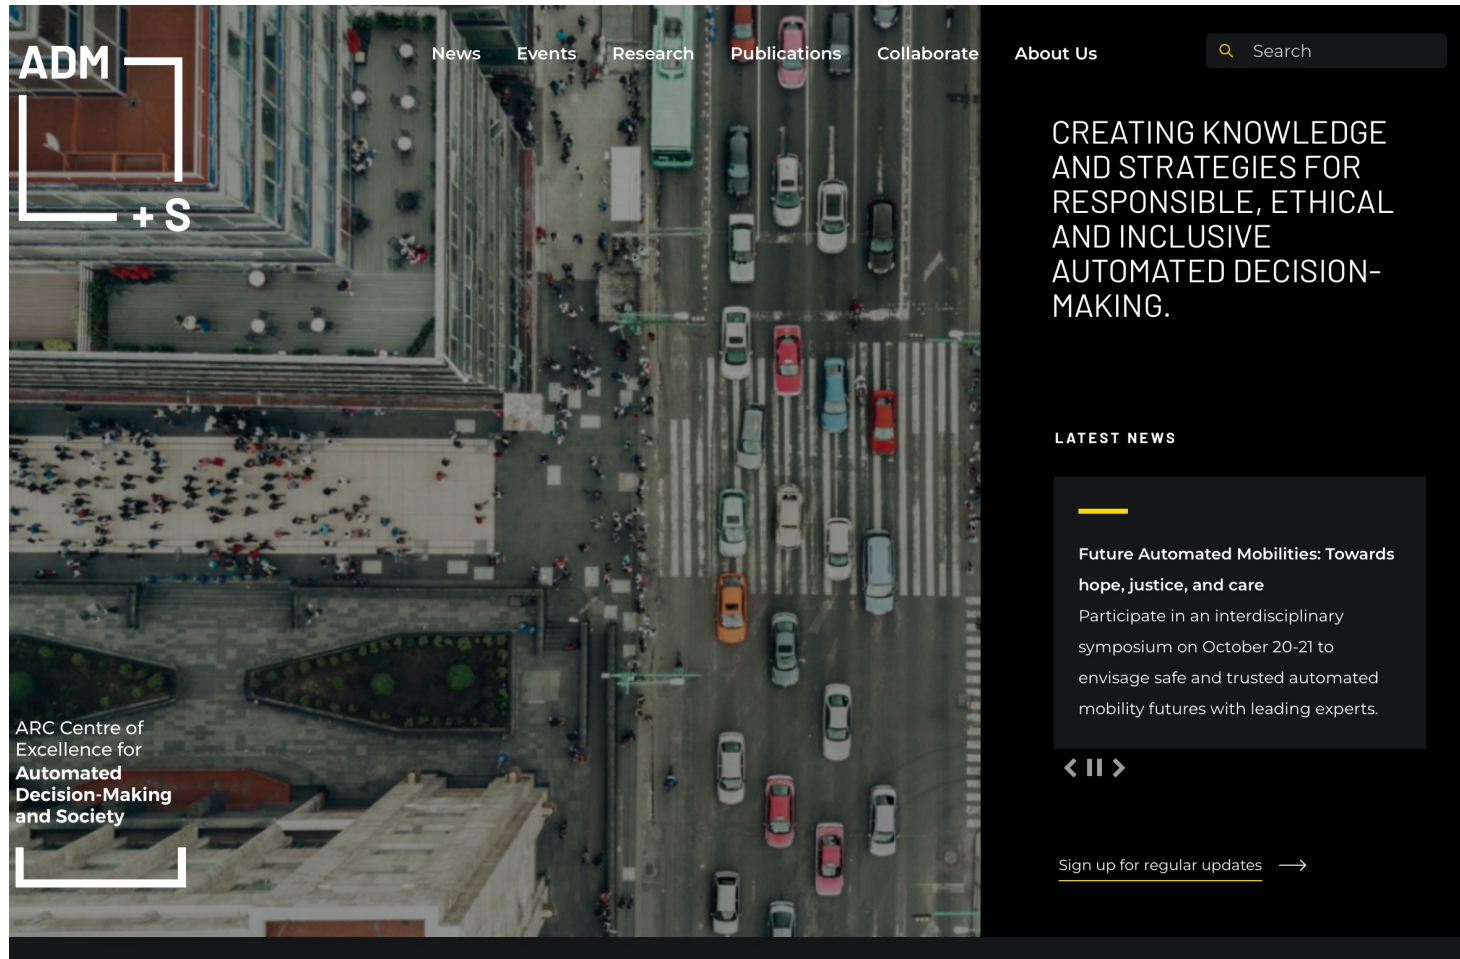 ADM
+ S
News
Events
Research
Publications
Collaborate
About Us
Search
CREATING KNOWLEDGE
AND STRATEGIES FOR
RESPONSIBLE, ETHICAL
AND INCLUSIVE
AUTOMATED DECISION-
MAKING.
LATEST NEWS
Future Automated Mobilities: Towards
hope, justice, and care
Participate in an interdisciplinary
symposium on October 20-21 to
envisage safe and trusted automated
mobility futures with leading experts.
Sign up for regular updates
ARC Centre of
Excellence for
Automated
Decision-Making
and Society